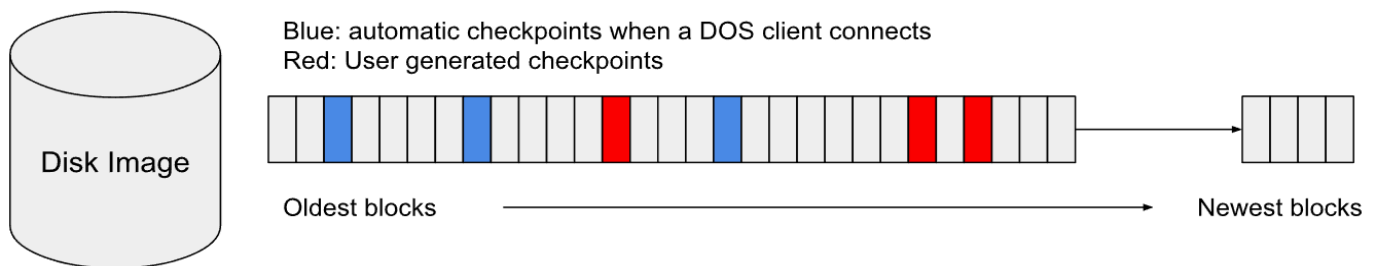 Blue: automatic checkpoints when a DOS client connects
Red: User generated checkpoints
Disk Image
Oldest blocks
Newest blocks